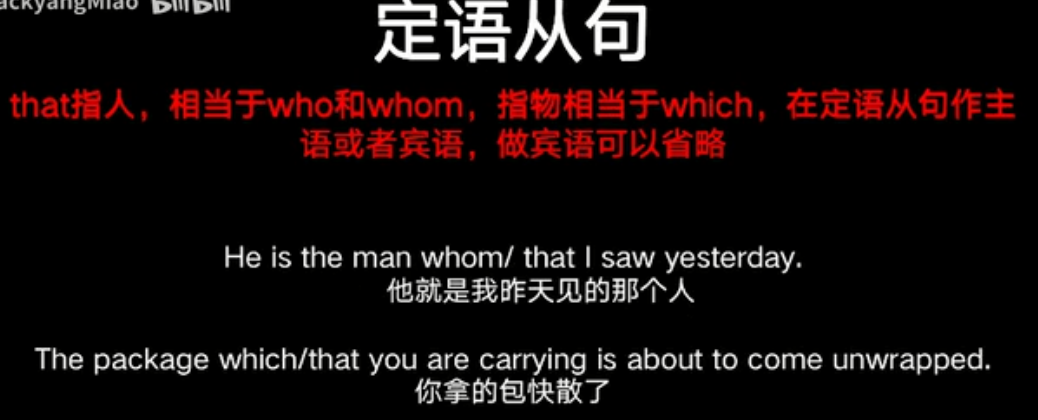 ackyangMiao bilibili
定语从句
that指人，相当于who和whom，指物相当于which，在定语从句作主
语或者宾语，做宾语可以省略
He is the man whom/ that I saw yesterday.
他就是我昨天见的那个人
The package which/that you are carrying is about to come unwrapped.
你拿的包快散了